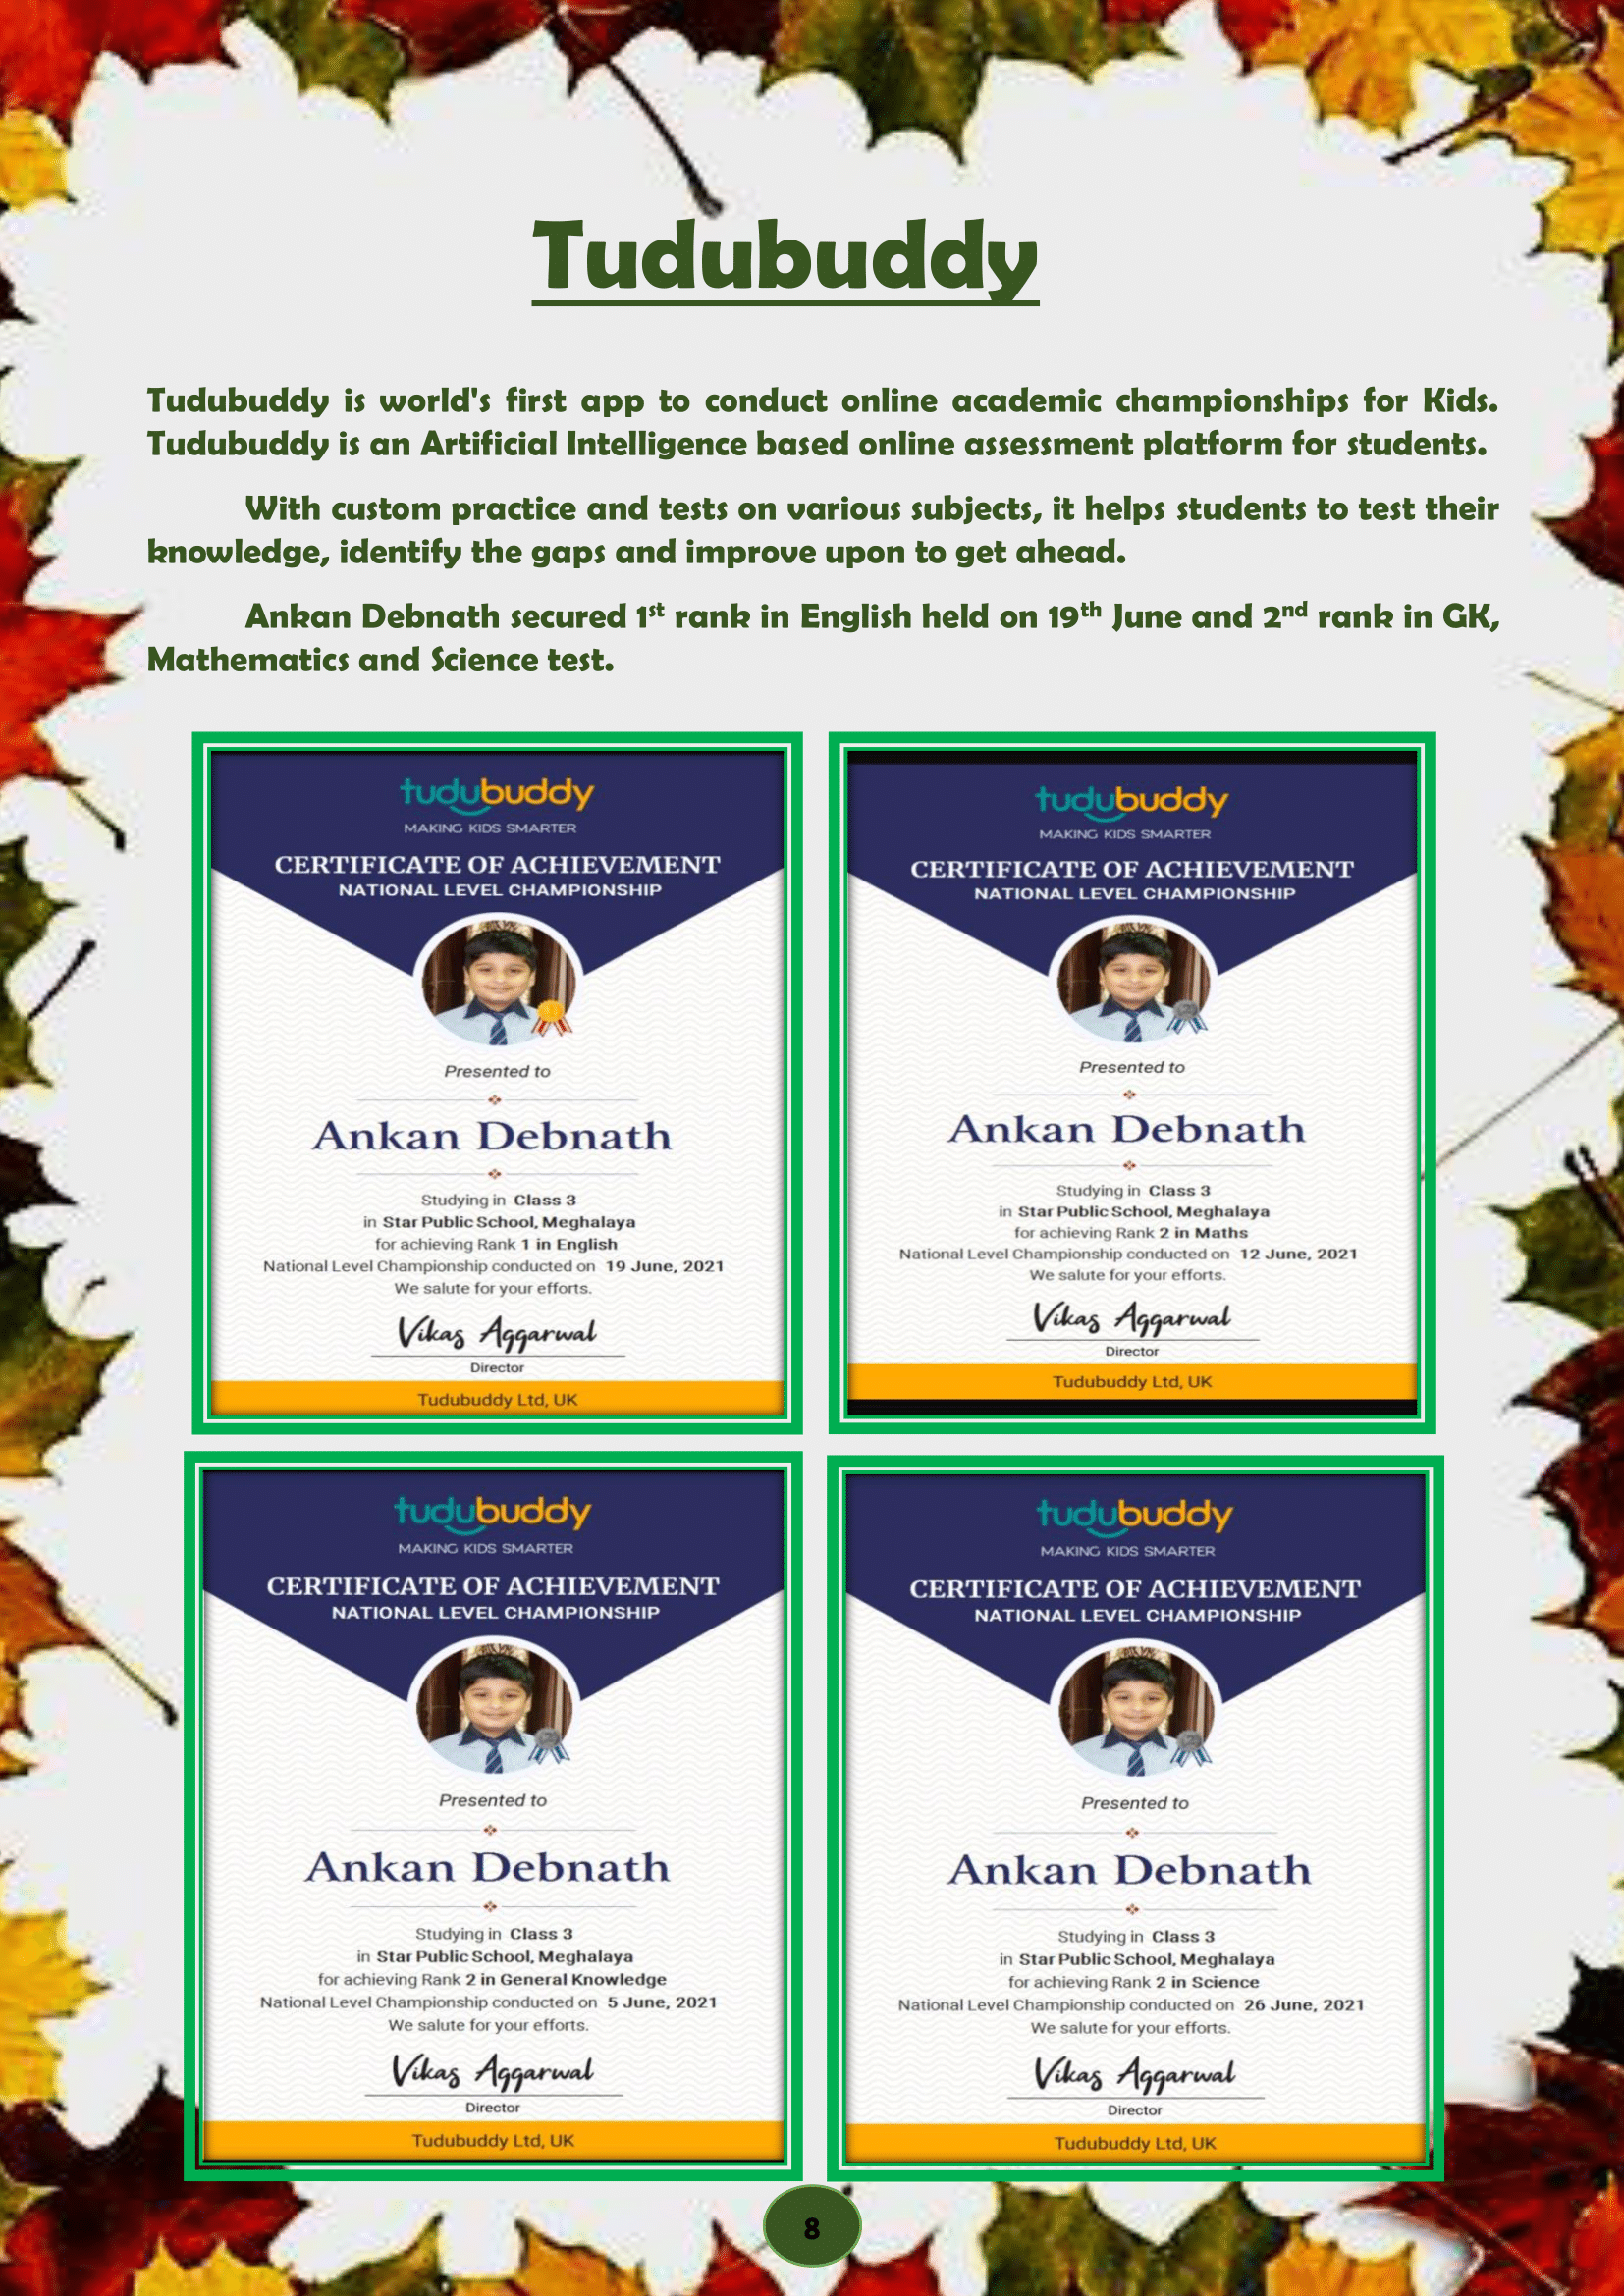 Tudubuddy
Tudubuddy is world's first app to conduct online academic championships for Kids.
Tudubuddy is an Artificial Intelligence based online assessment platform for students.
With custom practice and tests on various subjects, it helps students to test their
knowledge, identify the gaps and improve upon to get ahead.
Ankan Debnath secured 1st rank in English held on 19th June and 2nd rank in GK,
Mathematics and Science test.
tudubuddy
MAKING KIDS SMARTER
CERTIFICATE OF ACHIEVEMENT
NATIONAL LEVEL CHAMPIONSHIP
Presented to
Ankan Debnath
Studying in Class 3
in Star Public School, Meghalaya
for achieving Rank 1 in English
National Level Championship conducted on 19 June, 2021
We salute for your efforts.
Vikas Aggarwal
Director
Tudubuddy Ltd, UK
tudubuddy
MAKING KIDS SMARTER
CERTIFICATE OF ACHIEVEMENT
NATIONAL LEVEL CHAMPIONSHIP
2
Presented to
Ankan Debnath
Studying in Class 3
in Star Public School, Meghalaya
for achieving Rank 2 in Maths
National Level Championship conducted on 12 June, 2021
We salute for your efforts.
Vikas Aggarwal
Director
Tudubuddy Ltd, UK
tudubuddy
MAKING KIDS SMARTER
CERTIFICATE OF ACHIEVEMENT
NATIONAL LEVEL CHAMPIONSHIP
2
Presented to
Ankan Debnath
Studying in Class 3
in Star Public School, Meghalaya
for achieving Rank 2 in General Knowledge
National Level Championship conducted on 5 June, 2021
We salute for your efforts.
Vikas Aggarwal
Director
Tudubuddy Ltd, UK
tudubuddy
MAKING KIDS SMARTER
CERTIFICATE OF ACHIEVEMENT
NATIONAL LEVEL CHAMPIONSHIP
2
Presented to
Ankan Debnath
Studying in Class 3
in Star Public School, Meghalaya
for achieving Rank 2 in Science
National Level Championship conducted on 26 June, 2021
We salute for your efforts.
Vikas Aggarwal
Director
Tudubuddy Ltd, UK
8